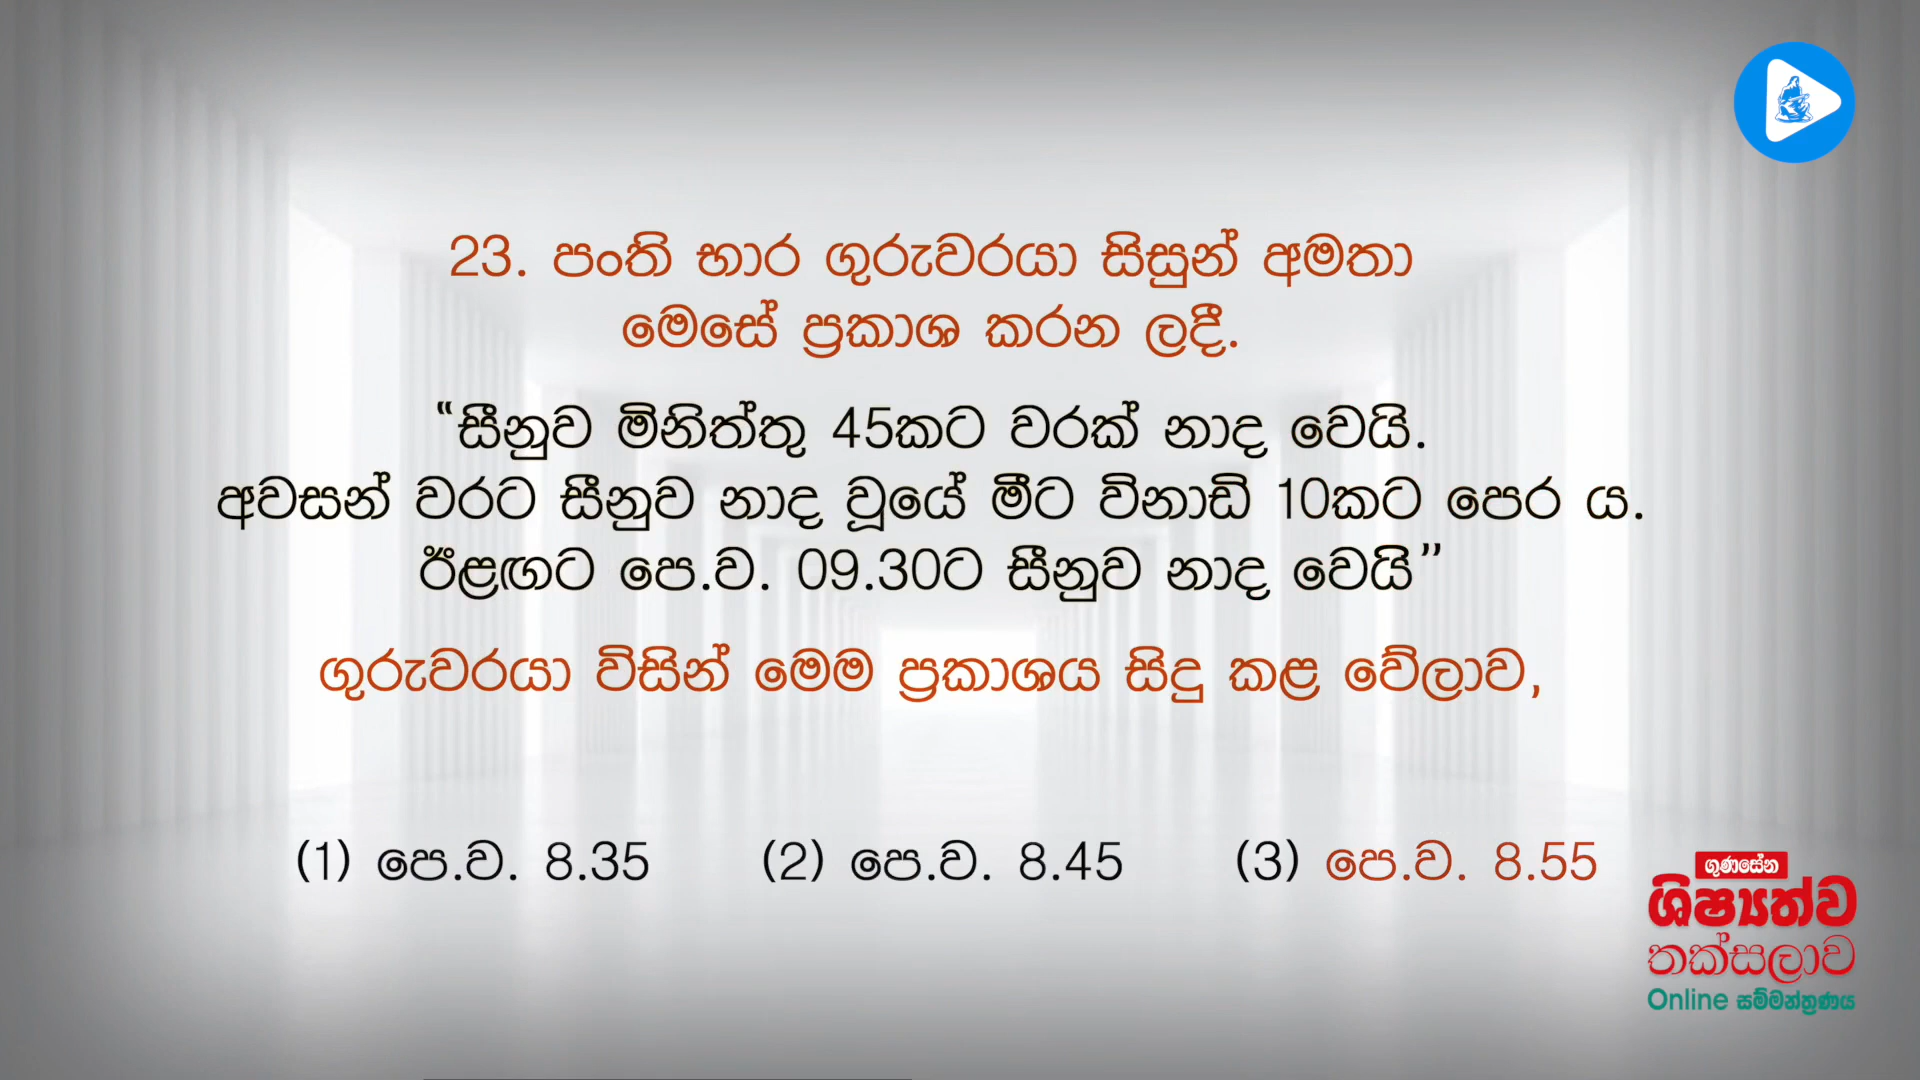 23. පංති භාර ගුරුවරයා සිසුන් අමතා
මෙසේ ප්‍රකාශ කරන ලදී.
“සීනුව මිනිත්තු 45කට වරක් නාද වෙයි.
අවසන් වරට සීනුව නාද වූයේ මීට විනාඩි 10කට පෙර ය.
ඊළඟට පෙ.ව. 09.30ට සීනුව නාද වෙයි”
ගුරුවරයා විසින් මෙම ප්‍රකාශය සිදු කළ වේලාව,
(1) පෙ.ව. 8.35 (2) පෙ.ව. 8.45 (3) පෙ.ව. 8.55
ගුණසේන
ශිෂ්‍යත්ව
තක්සලාව
Online සම්මන්ත්‍රණය